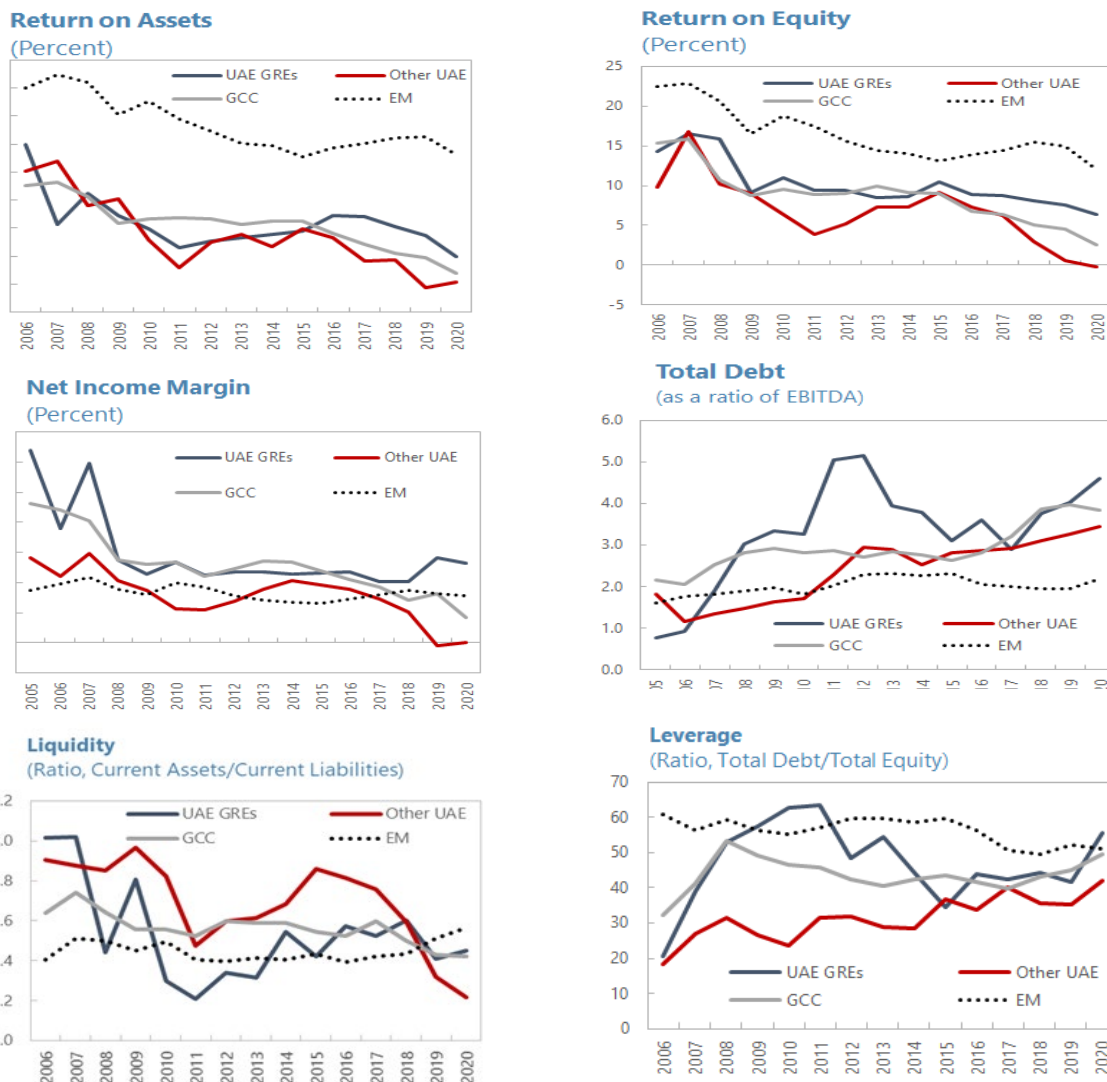 Return on Assets
(Percent)
UAE GREs Other UAE
GCC EM
2006 2007 2008 2009 2010 2011 2012 2013 2014 2015 2016 2017 2018 2019 2020
Return on Equity
(Percent)
25
UAE GREs Other UAE
GCC EM
20
15
10
5
0
-5
2006 2007 2008 2009 2010 2011 2012 2013 2014 2015 2016 2017 2018 2019 2020
Net Income Margin
(Percent)
UAE GREs Other UAE
GCC EM
2005 2006 2007 2008 2009 2010 2011 2012 2013 2014 2015 2016 2017 2018 2019 2020
Total Debt
(as a ratio of EBITDA)
6.0
5.0
4.0
3.0
2.0
1.0
UAE GREs Other UAE
GCC EM
0.0
Liquidity
(Ratio, Current Assets/Current Liabilities)
.2
UAE GREs Other UAE
.0
GCC EM
.8
.6
.4
.2
.0
2006 2007 2008 2009 2010 2011 2012 2013 2014 2015 2016 2017 2018 2019 2020
Leverage
(Ratio, Total Debt/Total Equity)
70
60
50
40
30
20
UAE GREs Other UAE
10
GCC EM
0
2006 2007 2008 2009 2010 2011 2012 2013 2014 2015 2016 2017 2018 2019 2020